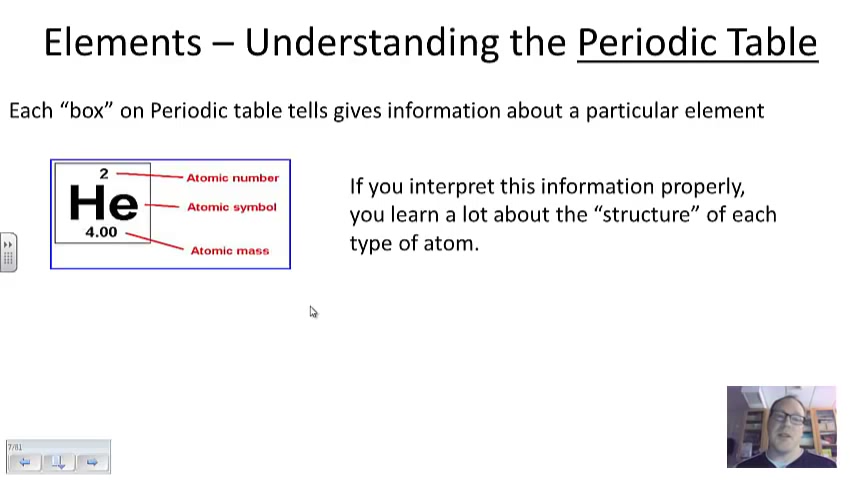 Elements – Understanding the Periodic Table
Each “box” on Periodic table tells gives information about a particular element
2
Atomic number
He
Atomic symbol
4.00
Atomic mass
If you interpret this information properly,
you learn a lot about the “structure” of each
type of atom.
7/81